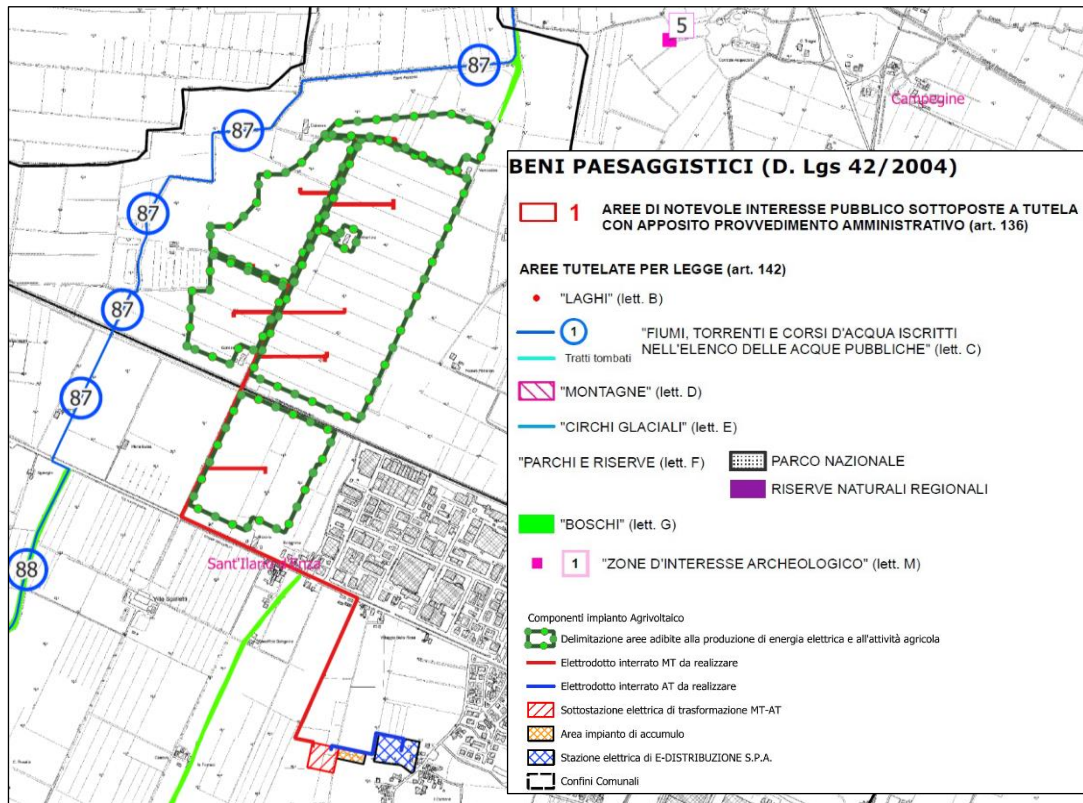 5
87
87
Campegine
87
87
87
88
Sant'Ilario d'Enza
BENI PAESAGGISTICI (D. Lgs 42/2004)
1 AREE DI NOTEVOLE INTERESSE PUBBLICO SOTTOPOSTE A TUTELA
CON APPOSITO PROVVEDIMENTO AMMINISTRATIVO (art. 136)
AREE TUTELATE PER LEGGE (art. 142)
"LAGHI" (lett. B)
1 "FIUMI, TORRENTI E CORSI D'ACQUA ISCRITTI
NELL'ELENCO DELLE ACQUE PUBBLICHE" (lett. C)
Tratti tombati
"MONTAGNE" (lett. D)
"CIRCHI GLACIALI" (lett. E)
"PARCHI E RISERVE (lett. F) PARCO NAZIONALE
RISERVE NATURALI REGIONALI
"BOSCHI" (lett. G)
1 "ZONE D'INTERESSE ARCHEOLOGICO" (lett. M)
Componenti impianto Agrivoltaico
Delimitazione aree adibite alla produzione di energia elettrica e all'attività agricola
Elettrodotto interrato MT da realizzare
Elettrodotto interrato AT da realizzare
Sottostazione elettrica di trasformazione MT-AT
Area impianto di accumulo
Stazione elettrica di E-DISTRIBUZIONE S.P.A.
Confini Comunali